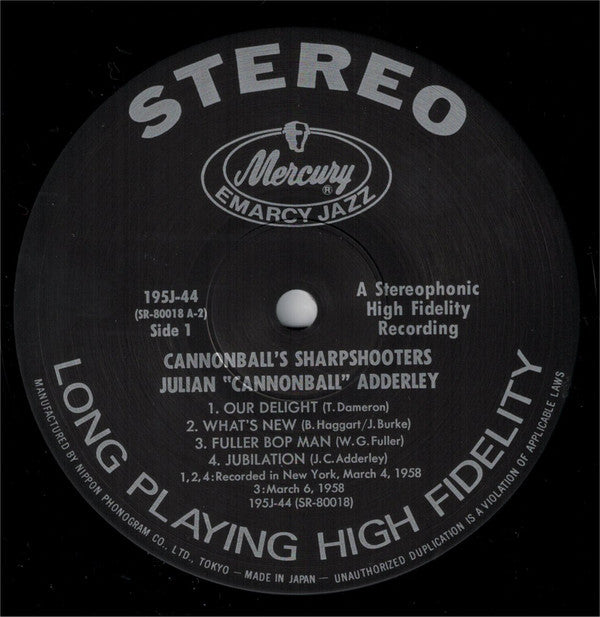 STEREO
Mercury®
EMARCY JAZZ
195J-44
(SR-80018 A-2)
Side 1
A Stereophonic
High Fidelity
Recording
CANNONBALL'S SHARPSHOOTERS
JULIAN "CANNONBALL" ADDERLEY
1. OUR DELIGHT (T. Dameron)
2. WHAT'S NEW (B. Haggart/J. Burke)
3. FULLER BOP MAN (W. G. Fuller)
4. JUBILATION (J. C. Adderley)
1, 2, 4: Recorded in New York, March 4, 1958
3: March 6, 1958
195J-44 (SR-80018)
LONG PLAYING HIGH FIDELITY
MANUFACTURED BY NIPPON PHONOGRAM CO., LTD., TOKYO — MADE IN JAPAN — UNAUTHORIZED DUPLICATION IS A VIOLATION OF APPLICABLE LAWS